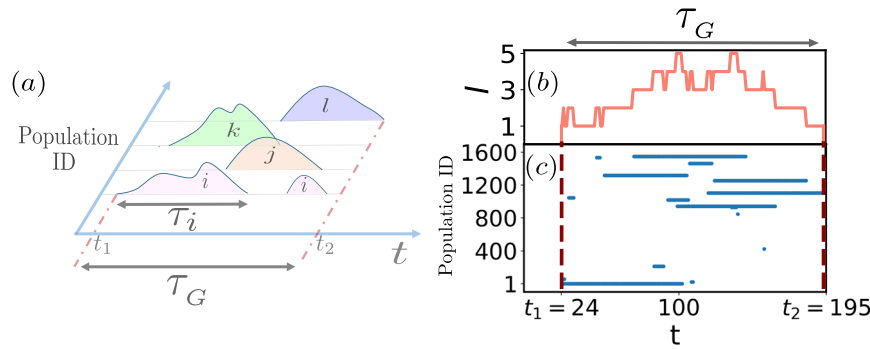 (a)
Population
ID
k
l
j
i
i
τ_i
t_1
t_2
t
τ_G
τ_G
(b)
I
5
3
1
(c)
Population ID
1600
1200
800
400
1
t_1 = 24
100
t_2 = 195
t